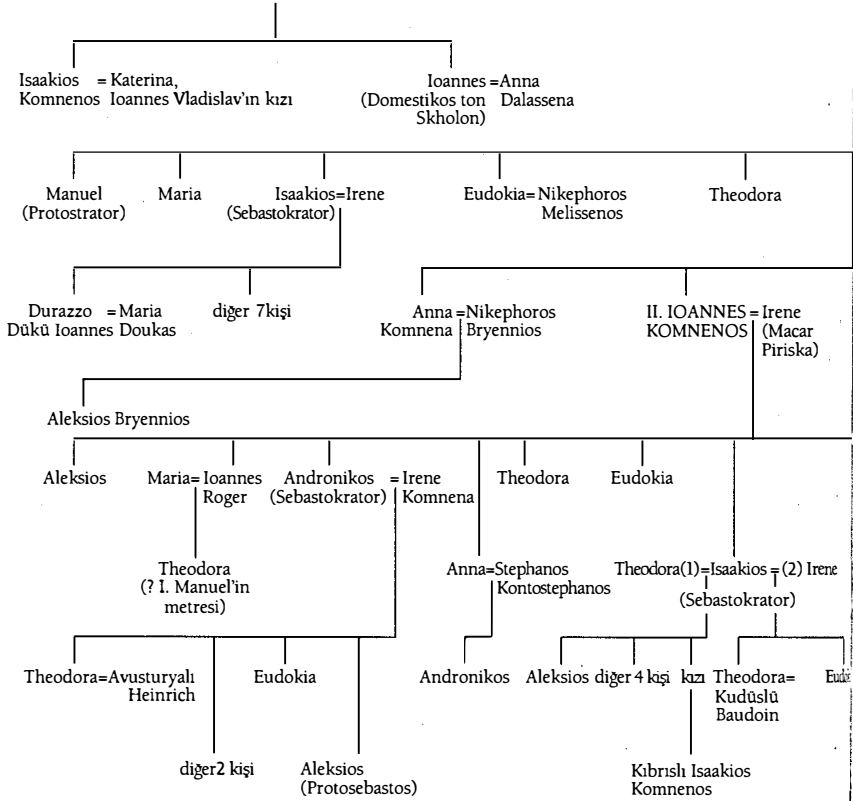 Isaakios = Katerina,
Komnenos Ioannes Vladislav'ın kızı
Ioannes =Anna
(Domestikos ton Dalassena
Skholon)
Manuel
(Protostrator)
Maria
Isaakios=Irene
(Sebastokrator)
Eudokia= Nikephoros
Melissenos
Theodora
Durazzo = Maria
Dükü Ioannes Doukas
diğer 7kişi
Anna =Nikephoros
Komnena Bryennios
II. IOANNES = Irene
KOMNENOS (Macar
Piriska)
Aleksios Bryennios
Aleksios
Maria= Ioannes
Roger
Andronikos = Irene
(Sebastokrator) Komnena
Theodora
Eudokia
Theodora
(? I. Manuel'in
metresi)
Anna=Stephanos
Kontostephanos
Theodora(1)=Isaakios = (2) Irene
(Sebastokrator)
Theodora=Avusturyalı
Heinrich
Eudokia
Andronikos
Aleksios diğer 4 kişi kızı
Theodora=
Kudüslü
Baudoin
diğer2 kişi
Aleksios
(Protosebastos)
Kıbrıslı Isaakios
Komnenos